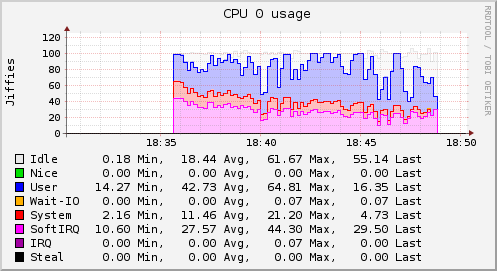 CPU 0 usage
RRDTOOL / TOBI OETIKER
Jiffies
120
100
80
60
40
20
0
18:35 18:40 18:45 18:50
Idle 0.18 Min, 18.44 Avg, 61.67 Max, 55.14 Last
Nice 0.00 Min, 0.00 Avg, 0.00 Max, 0.00 Last
User 14.27 Min, 42.73 Avg, 64.81 Max, 16.35 Last
Wait-IO 0.00 Min, 0.00 Avg, 0.07 Max, 0.07 Last
System 2.16 Min, 11.46 Avg, 21.20 Max, 4.73 Last
SoftIRQ 10.60 Min, 27.57 Avg, 44.30 Max, 29.50 Last
IRQ 0.00 Min, 0.00 Avg, 0.07 Max, 0.00 Last
Steal 0.00 Min, 0.00 Avg, 0.00 Max, 0.00 Last